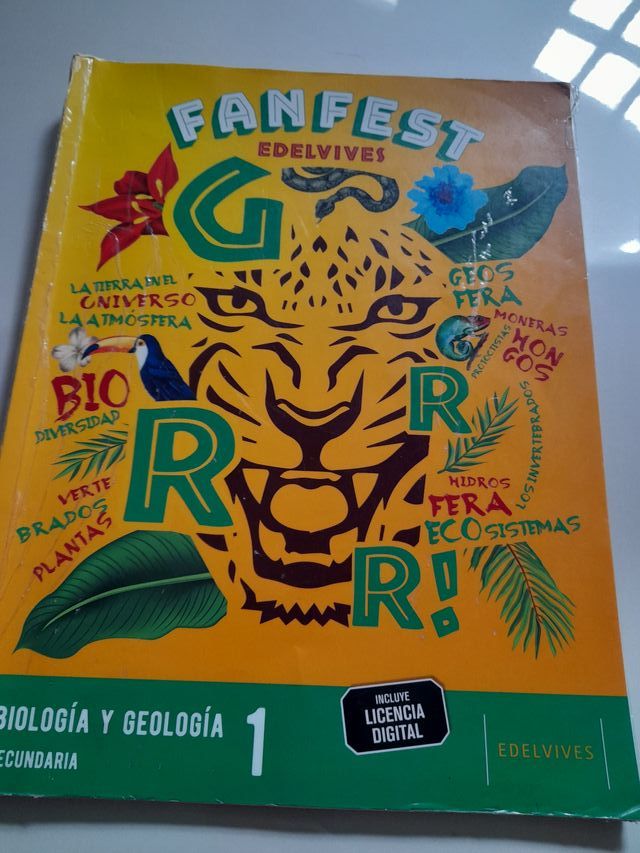 FANFEST
EDELVIVES
G
LA TIERRA EN EL
UNIVERSO
LA ATMÓSFERA
GEOS
FERA
MONERAS
PROTOCTISTAS
HON
GOS
BIO
DIVERSIDAD
R
R
LOS INVERTEBRADOS
VERTE
BRADOS
PLANTAS
HIDROS
FERA
ECOSISTEMAS
R!
BIOLOGÍA Y GEOLOGÍA 1
ECUNDARIA
INCLUYE
LICENCIA
DIGITAL
EDELVIVES